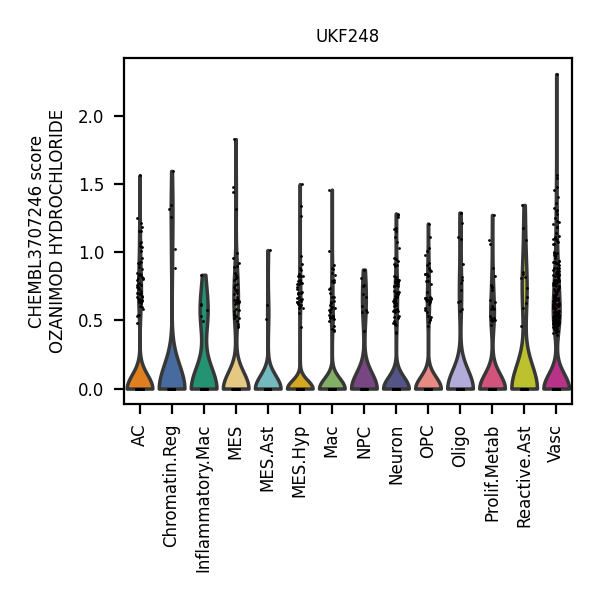 UKF248
CHEMBL3707246 score
OZANIMOD HYDROCHLORIDE
2.0
1.5
1.0
0.5
0.0
AC
Chromatin.Reg
Inflammatory.Mac
MES
MES.Ast
MES.Hyp
Mac
NPC
Neuron
OPC
Oligo
Prolif.Metab
Reactive.Ast
Vasc